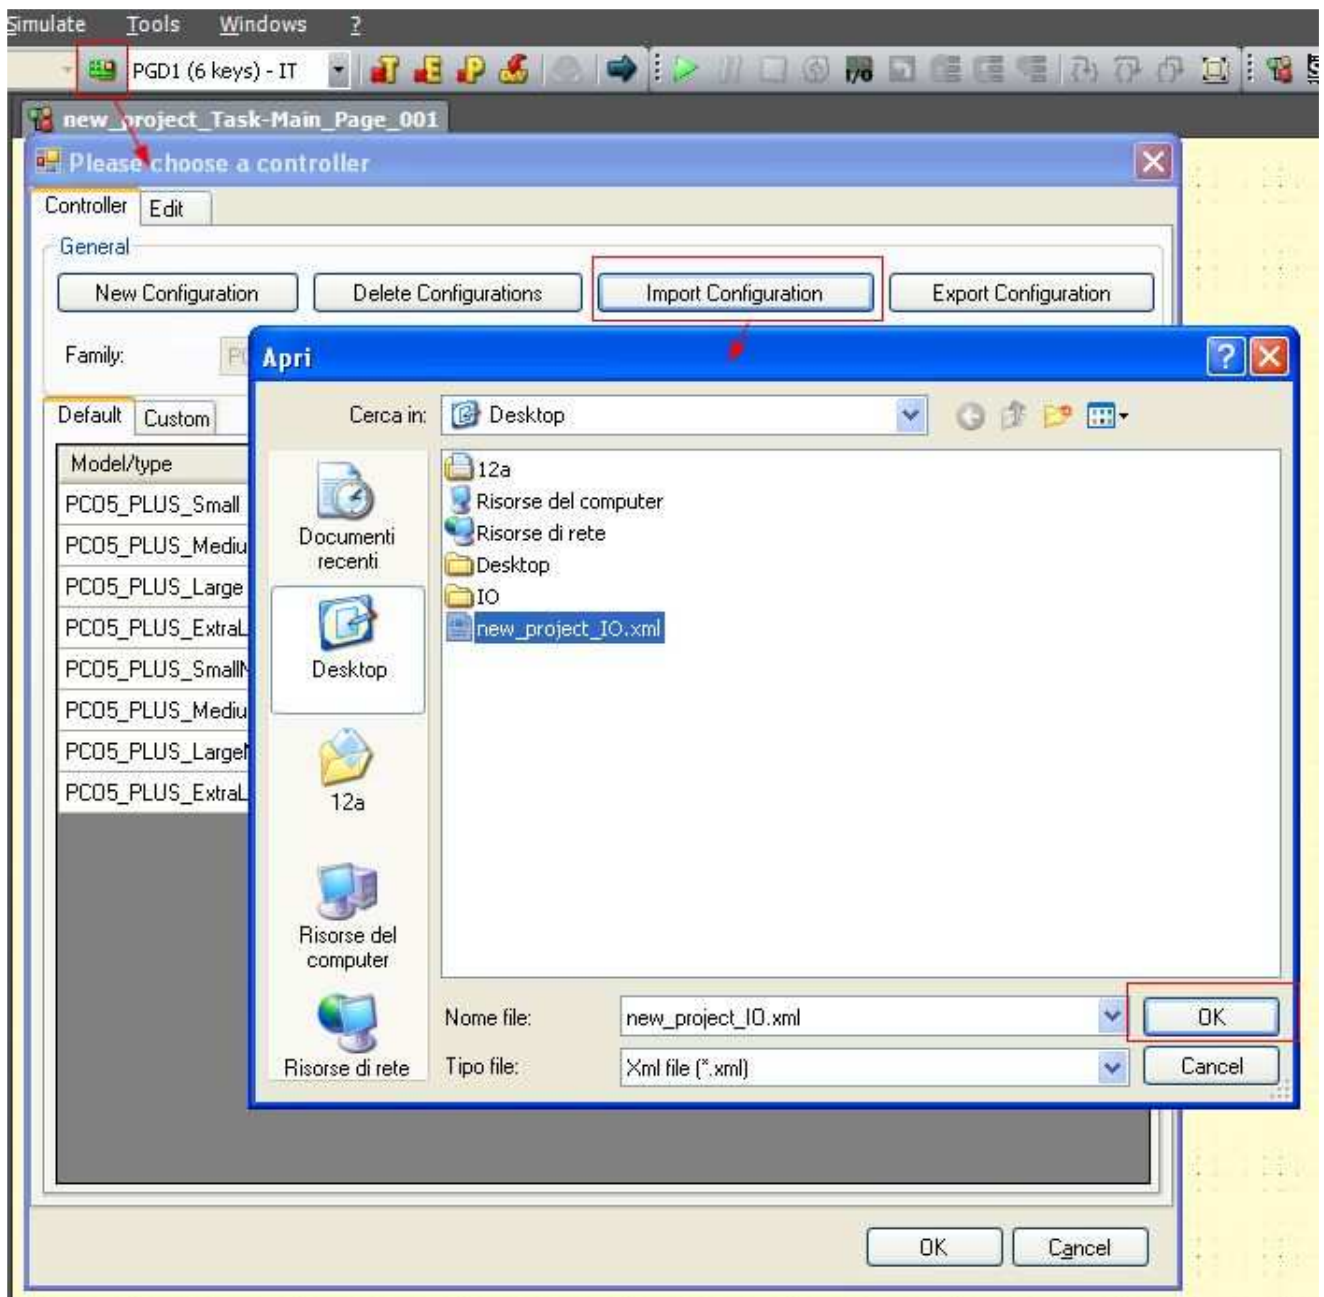 Simulate Tools Windows ?
PGD1 (6 keys) - IT
new_project_Task-Main_Page_001
Please choose a controller
Controller Edit
General
New Configuration Delete Configurations Import Configuration Export Configuration
Family:
Apri
Default Custom
Cerca in: Desktop
Model/type
PCO5_PLUS_Small
PCO5_PLUS_Mediu
PCO5_PLUS_Large
PCO5_PLUS_ExtraL
PCO5_PLUS_SmallN
PCO5_PLUS_Mediu
PCO5_PLUS_LargeN
PCO5_PLUS_ExtraL
Documenti
recenti
Desktop
12a
Risorse del
computer
Risorse di rete
12a
Risorse del computer
Risorse di rete
Desktop
IO
new_project_IO.xml
Nome file: new_project_IO.xml OK
Tipo file: Xml file (*.xml) Cancel
OK Cancel